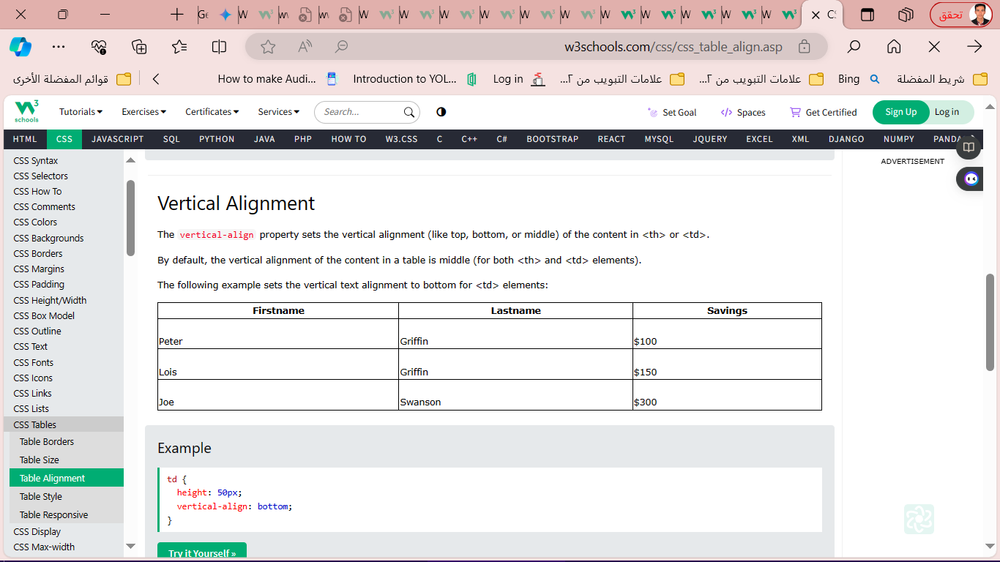 تحقق
w3schools.com/css/css_table_align.asp
قوائم المفضلة الأخرى
How to make Audi...
Introduction to YOL...
Log in
علامات التبويب من ٢...
علامات التبويب من ٢...
Bing
شريط المفضلة
W3 schools
Tutorials
Exercises
Certificates
Services
Search...
Set Goal
Spaces
Get Certified
Sign Up
Log in
HTML CSS JAVASCRIPT SQL PYTHON JAVA PHP HOW TO W3.CSS C C++ C# BOOTSTRAP REACT MYSQL JQUERY EXCEL XML DJANGO NUMPY PANDA
CSS Syntax
CSS Selectors
CSS How To
CSS Comments
CSS Colors
CSS Backgrounds
CSS Borders
CSS Margins
CSS Padding
CSS Height/Width
CSS Box Model
CSS Outline
CSS Text
CSS Fonts
CSS Icons
CSS Links
CSS Lists
CSS Tables
Table Borders
Table Size
Table Alignment
Table Style
Table Responsive
CSS Display
CSS Max-width
Vertical Alignment
The vertical-align property sets the vertical alignment (like top, bottom, or middle) of the content in <th> or <td>.
By default, the vertical alignment of the content in a table is middle (for both <th> and <td> elements).
The following example sets the vertical text alignment to bottom for <td> elements:
Firstname Lastname Savings
Peter Griffin $100
Lois Griffin $150
Joe Swanson $300
Example
td {
  height: 50px;
  vertical-align: bottom;
}
Try it Yourself »
ADVERTISEMENT